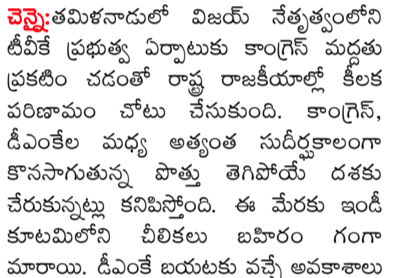 చెన్నై:తమిళనాడులో విజయ్ నేతృత్వంలోని
టీవీకే ప్రభుత్వ ఏర్పాటుకు కాంగ్రెస్ మద్దతు
ప్రకటిం చడంతో రాష్ట్ర రాజకీయాల్లో కీలక
పరిణామం చోటు చేసుకుంది. కాంగ్రెస్,
డీఎంకేల మధ్య అత్యంత సుదీర్ఘకాలంగా
కొనసాగుతున్న పొత్తు తెగిపోయే దశకు
చేరుకున్నట్లు కనిపిస్తోంది. ఈ మేరకు ఇండీ
కూటమిలోని చీలికలు బహిరం గంగా
మారాయి. డీఎంకే బయటకు వచ్చే అవకాశాలు